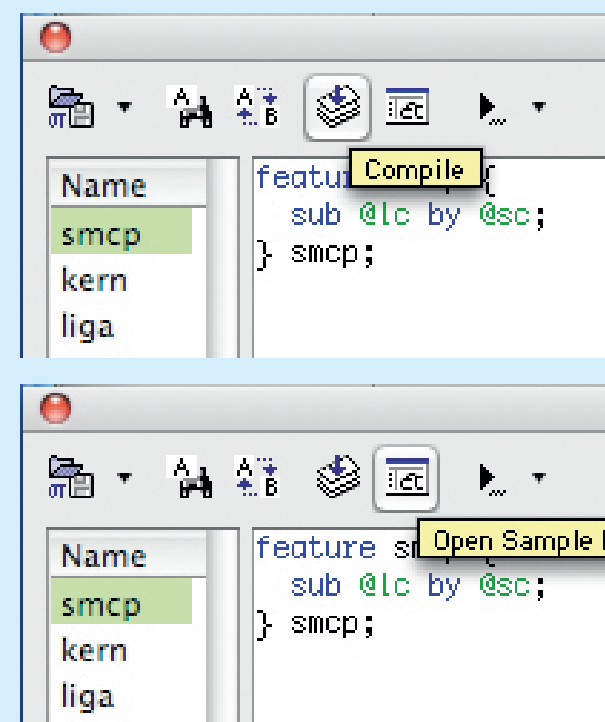 Compile
Name
featu {
sub @lc by @sc;
} smcp;
smcp
kern
liga
Open Sample
Name
feature s {
sub @lc by @sc;
} smcp;
smcp
kern
liga